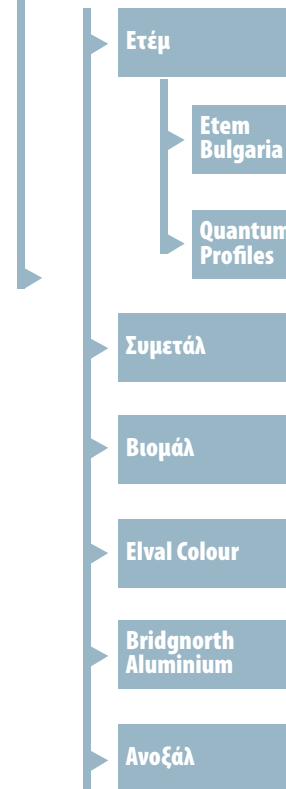 Ετέμ
Etem
Bulgaria
Quantum
Profiles
Συμετάλ
Βιομάλ
Elval Colour
Bridgnorth
Aluminium
Ανοξάλ